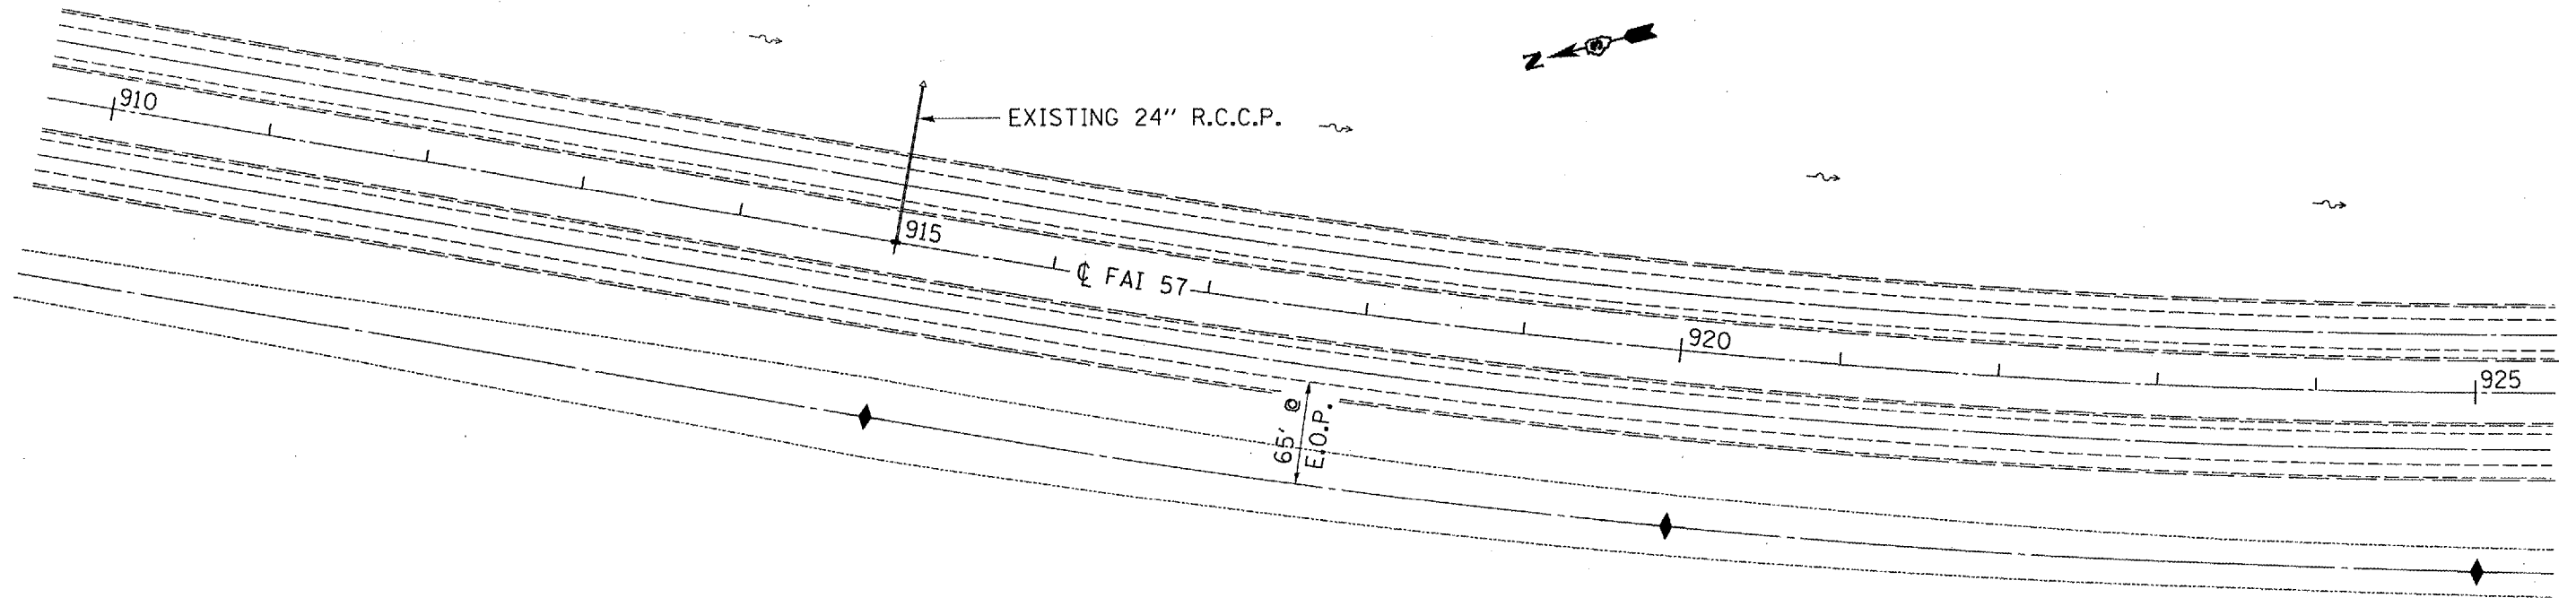 N
910
EXISTING 24" R.C.C.P.
915
℄ FAI 57
920
925
65' @
E.O.P.